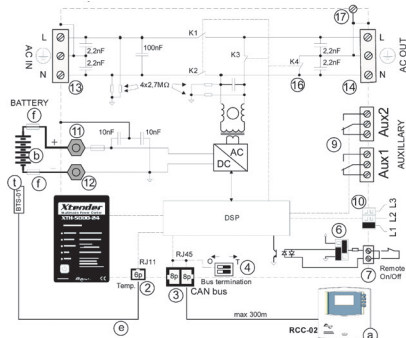 17
L
N
AC IN
13
2,2nF
2,2nF
100nF
4x2,7MΩ
K1
K2
K3
K4
16
2,2nF
2,2nF
L
N
14
AC OUT
BATTERY
f
b
f
11
12
+
-
10nF
10nF
AC
DC
Aux2
Aux1
9
AUXILLARY
t
BTS-01
Xtender
XTH-5000-24
DSP
10
L1 L2 L3
6
7
Remote
On/Off
RJ11
6p
Temp.
2
RJ45
8p
8p
3
CAN bus
O
T
4
Bus termination
e
max 300m
RCC-02
a